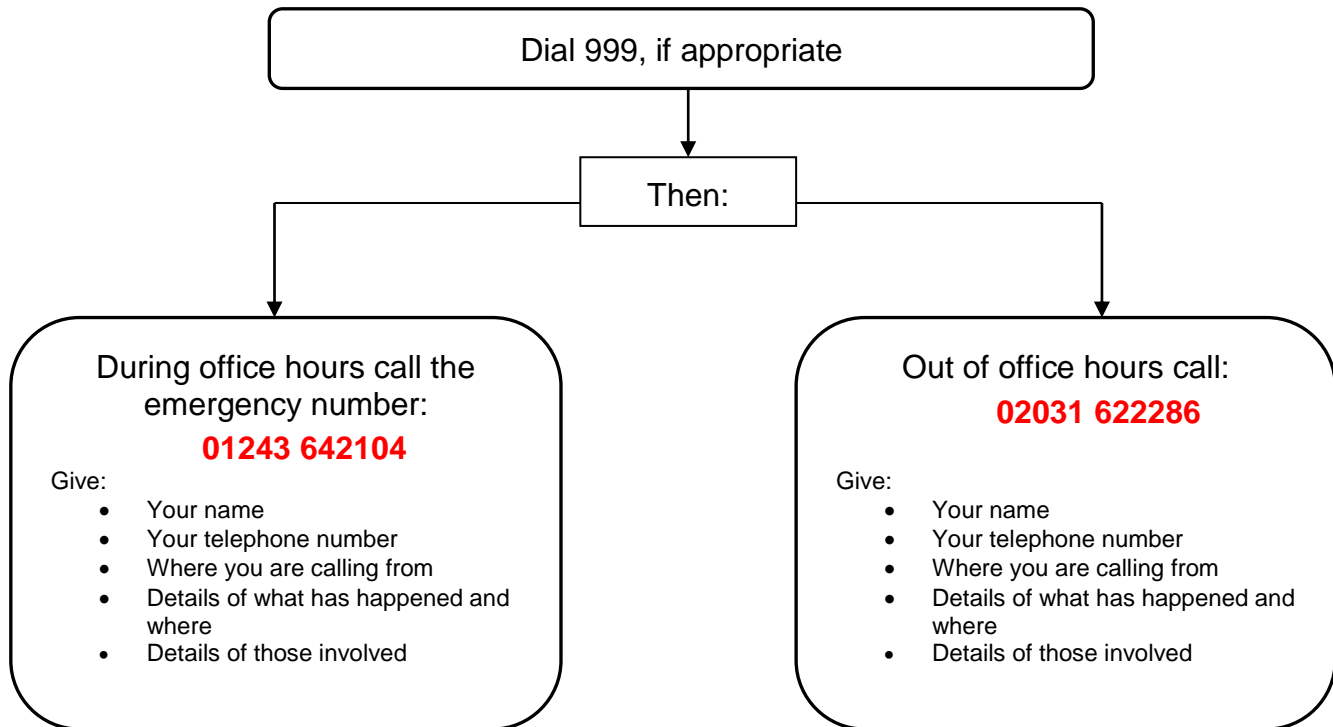 Dial 999, if appropriate
Then:
During office hours call the
emergency number:
01243 642104
Give:
• Your name
• Your telephone number
• Where you are calling from
• Details of what has happened and
where
• Details of those involved
Out of office hours call:
02031 622286
Give:
• Your name
• Your telephone number
• Where you are calling from
• Details of what has happened and
where
• Details of those involved